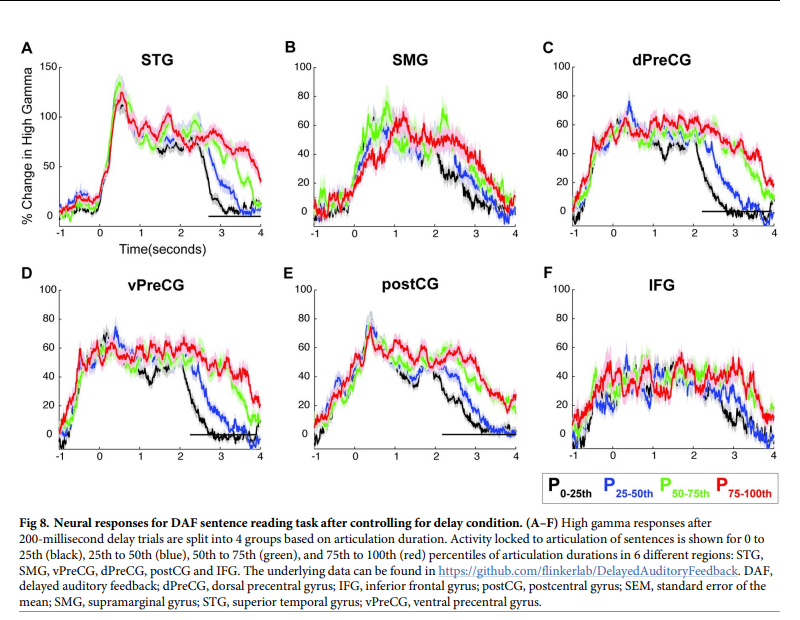 A
STG
% Change in High Gamma
150
100
50
0
-1 0 1 2 3 4
Time(seconds)
B
SMG
100
80
60
40
20
0
-1 0 1 2 3 4
C
dPreCG
100
80
60
40
20
0
-1 0 1 2 3 4
D
vPreCG
100
80
60
40
20
0
-1 0 1 2 3 4
E
postCG
100
80
60
40
20
0
-1 0 1 2 3 4
F
IFG
100
80
60
40
20
0
-1 0 1 2 3 4
P0-25th P25-50th P50-75th P75-100th
Fig 8. Neural responses for DAF sentence reading task after controlling for delay condition. (A–F) High gamma responses after
200-millisecond delay trials are split into 4 groups based on articulation duration. Activity locked to articulation of sentences is shown for 0 to
25th (black), 25th to 50th (blue), 50th to 75th (green), and 75th to 100th (red) percentiles of articulation durations in 6 different regions: STG,
SMG, vPreCG, dPreCG, postCG and IFG. The underlying data can be found in https://github.com/flinkerlab/DelayedAuditoryFeedback. DAF,
delayed auditory feedback; dPreCG, dorsal precentral gyrus; IFG, inferior frontal gyrus; postCG, postcentral gyrus; SEM, standard error of the
mean; SMG, supramarginal gyrus; STG, superior temporal gyrus; vPreCG, ventral precentral gyrus.